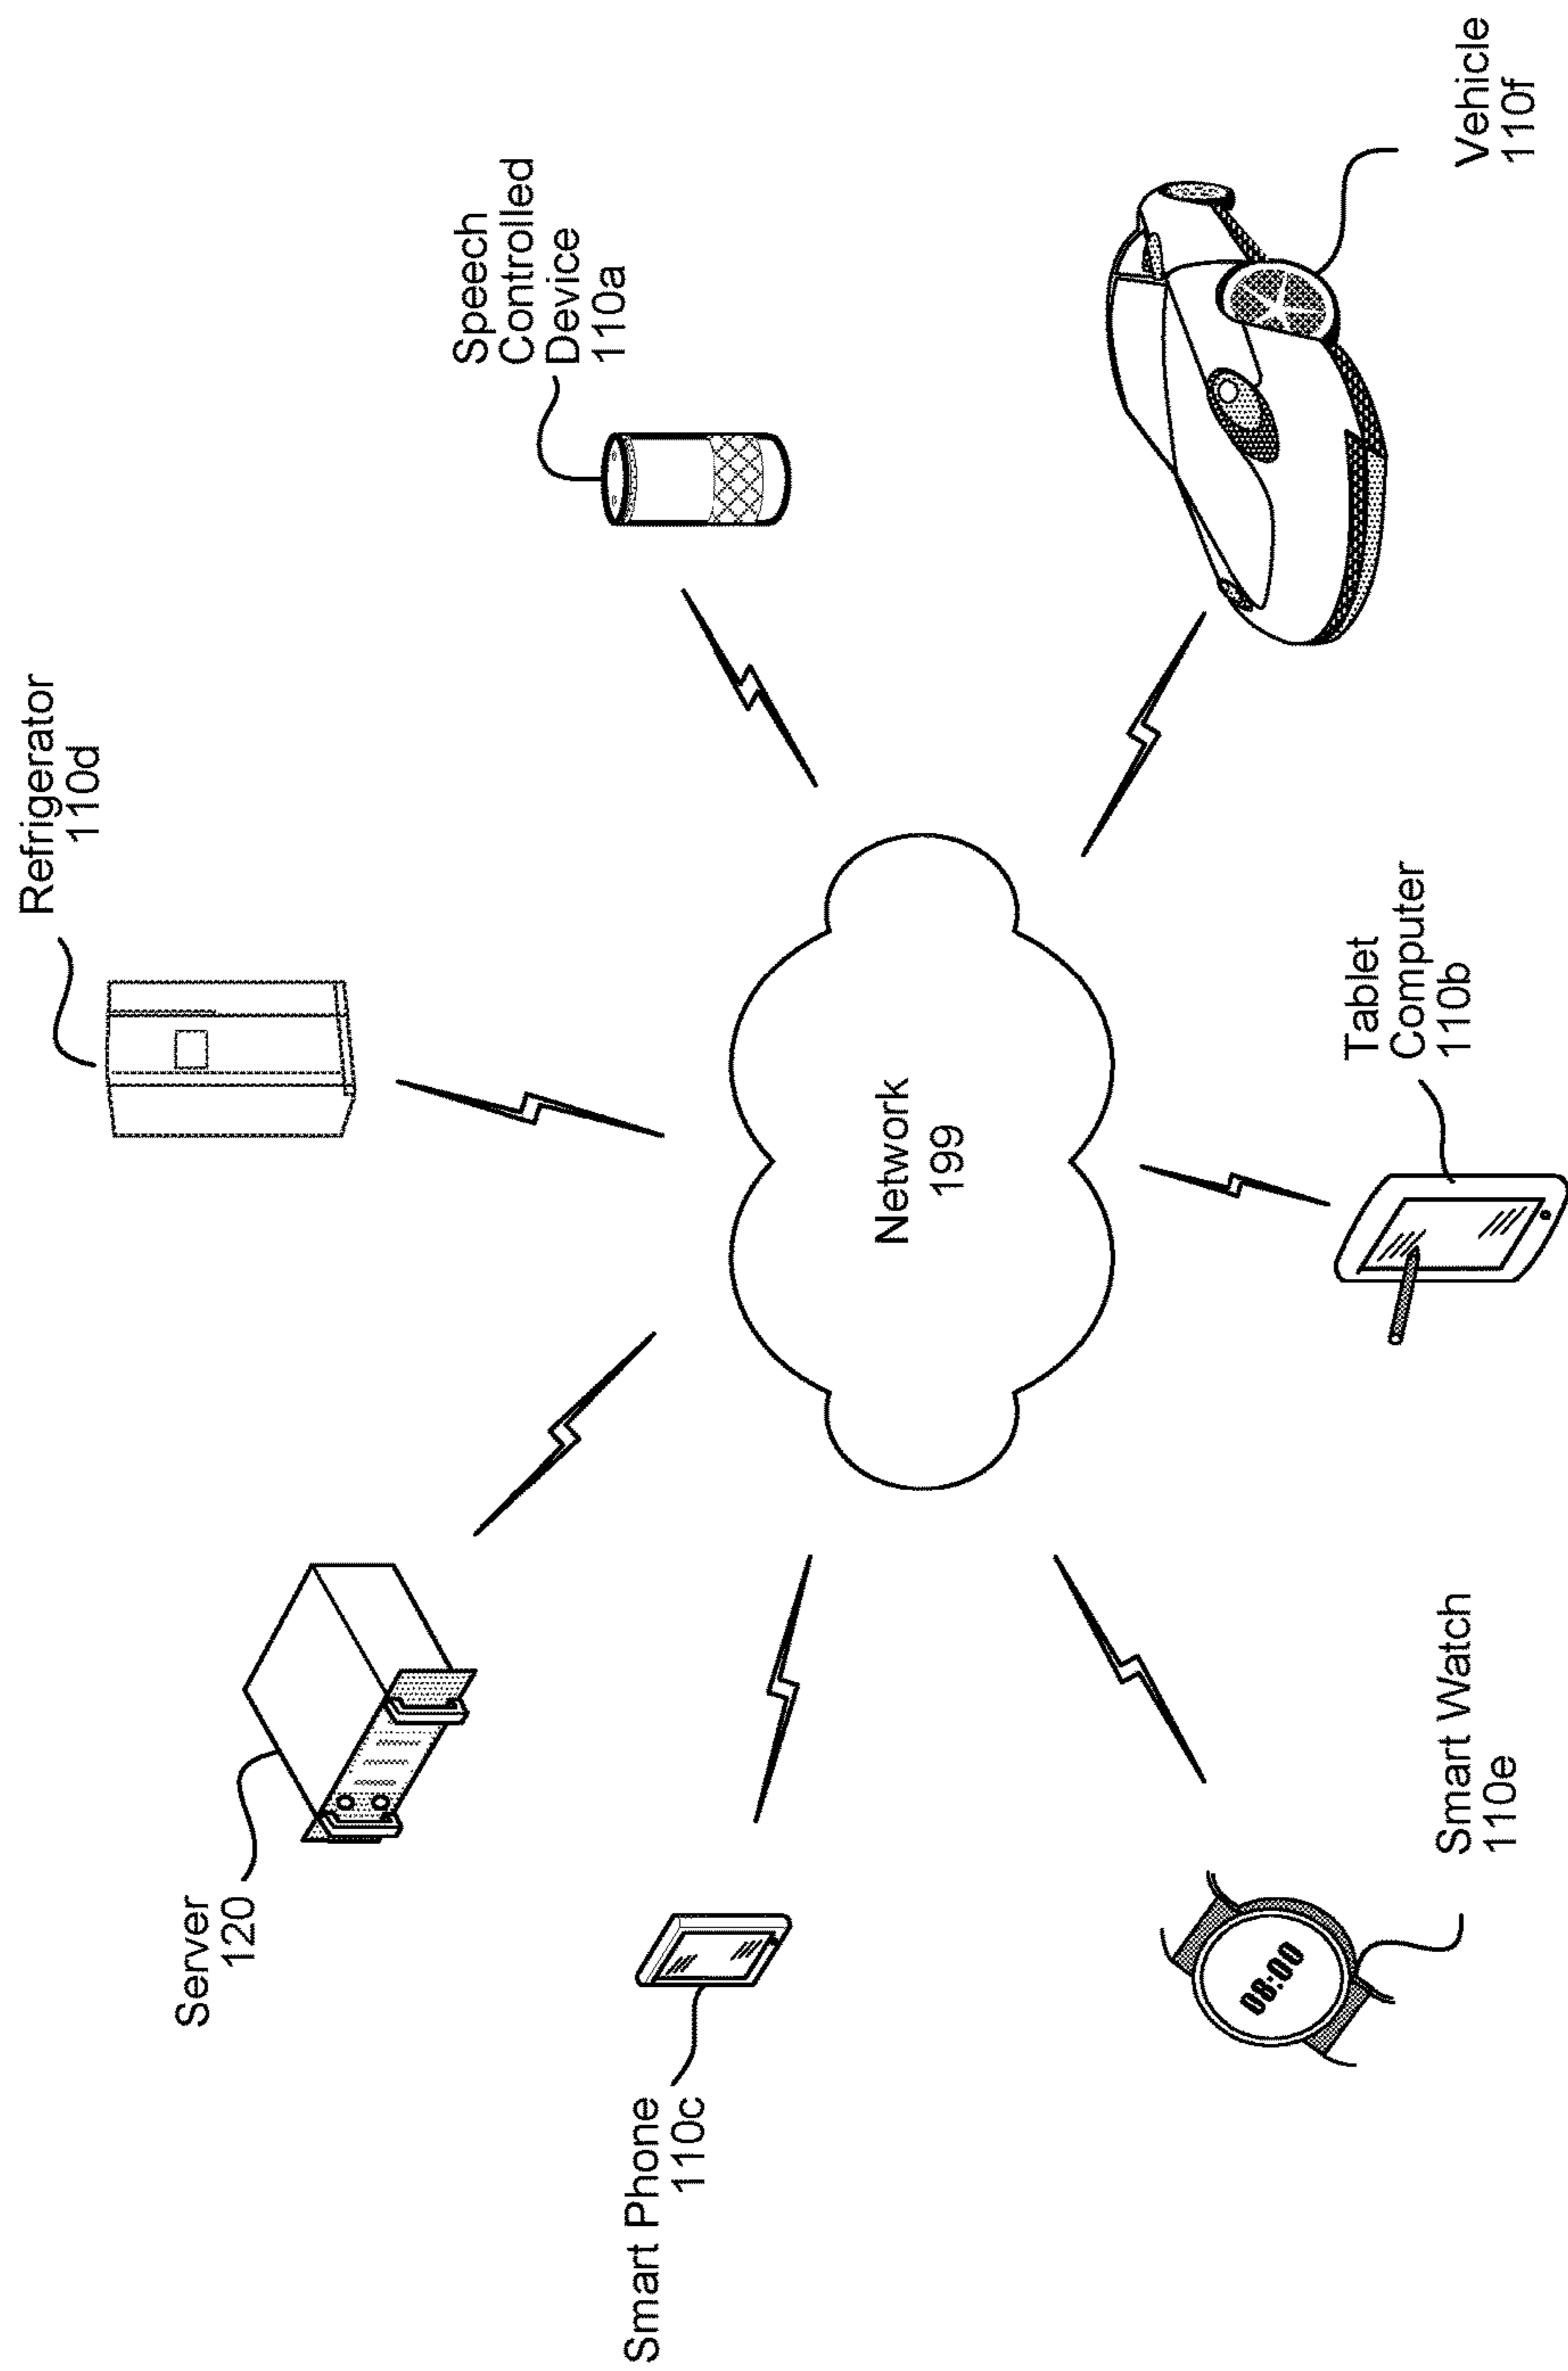 Server
120
Refrigerator
110d
Speech
Controlled
Device
110a
Smart Phone
110c
Network
199
08:00
Smart Watch
110e
Tablet
Computer
110b
Vehicle
110f